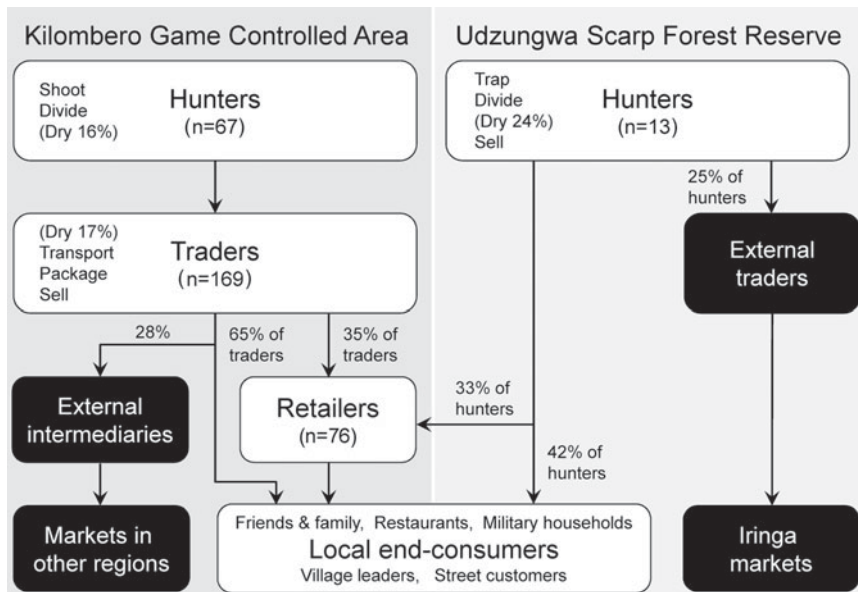 Kilombero Game Controlled Area
Udzungwa Scarp Forest Reserve
Shoot
Divide
(Dry 16%)
Hunters
(n=67)
Trap
Divide
(Dry 24%)
Sell
Hunters
(n=13)
25% of
hunters
(Dry 17%)
Transport
Package
Sell
Traders
(n=169)
External
traders
28%
65% of
traders
35% of
traders
External
intermediaries
Retailers
(n=76)
33% of
hunters
42% of
hunters
Markets in
other regions
Friends & family, Restaurants, Military households
Local end-consumers
Village leaders, Street customers
Iringa
markets